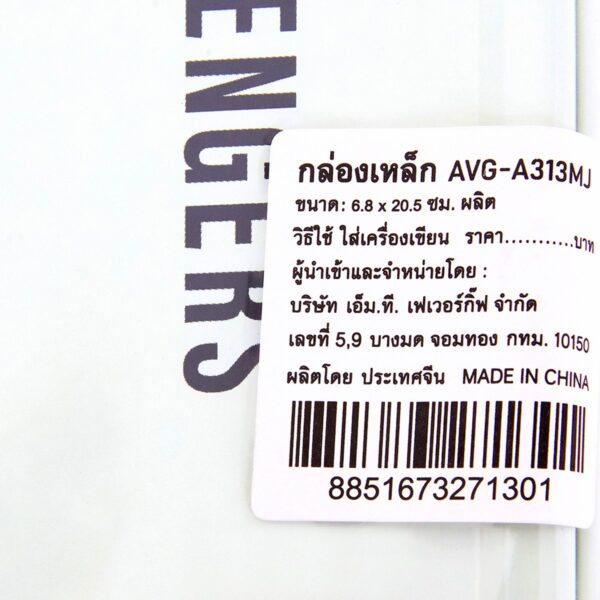 ENGERS
กล่องเหล็ก AVG-A313MJ
ขนาด: 6.8 x 20.5 ซม. ผลิต
วิธีใช้ ใส่เครื่องเขียน ราคา...........บาท
ผู้นำเข้าและจำหน่ายโดย :
บริษัท เอ็ม.ที. เฟเวอร์กิ๊ฟ จำกัด
เลขที่ 5,9 บางมด จอมทอง กทม. 10150
ผลิตโดย ประเทศจีน MADE IN CHINA
8851673271301